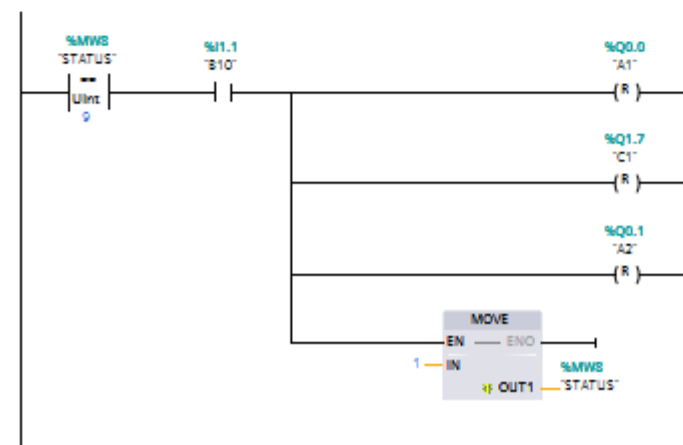 %MW8
"STATUS"
==
UInt
9
%I1.1
"B10"
%Q0.0
"A1"
R
%Q1.7
"C1"
R
%Q0.1
"A2"
R
MOVE
EN ENO
1 IN
OUT1
%MW8
"STATUS"